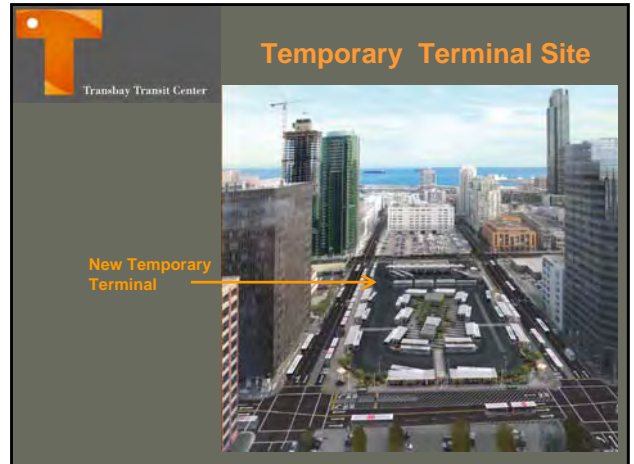 Temporary Terminal Site
Transbay Transit Center
New Temporary
Terminal